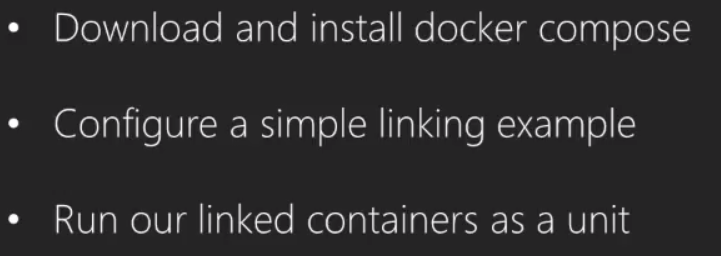 • Download and install docker compose
• Configure a simple linking example
• Run our linked containers as a unit